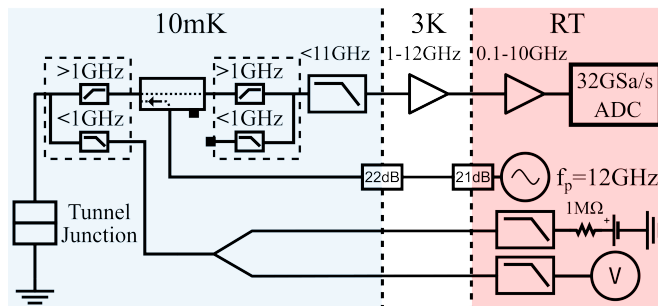 10mK
3K
RT
>1GHz
>1GHz
<11GHz
1-12GHz
0.1-10GHz
32GSa/s
ADC
<1GHz
<1GHz
22dB
21dB
fp=12GHz
Tunnel
Junction
1MΩ
+
V